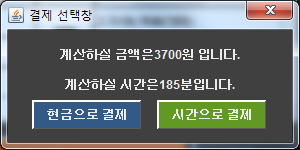 결제 선택창
계산하실 금액은3700원 입니다.
계산하실 시간은185분입니다.
현금으로 결제
시간으로 결제